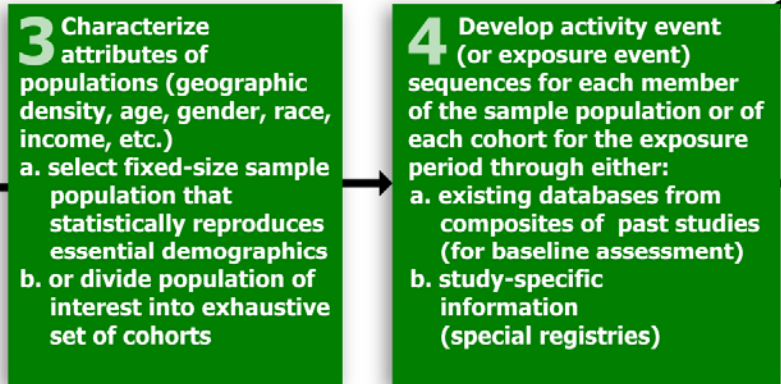 3 Characterize
attributes of
populations (geographic
density, age, gender, race,
income, etc.)
a. select fixed-size sample
population that
statistically reproduces
essential demographics
b. or divide population of
interest into exhaustive
set of cohorts
4 Develop activity event
(or exposure event)
sequences for each member
of the sample population or of
each cohort for the exposure
period through either:
a. existing databases from
composites of past studies
(for baseline assessment)
b. study-specific
information
(special registries)